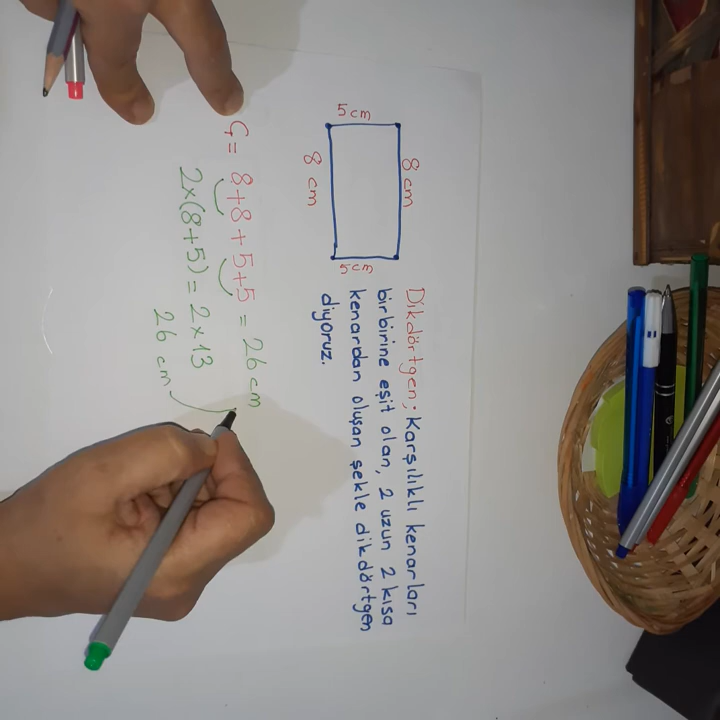 5 cm
8 cm
8 cm
5 cm
Dikdörtgen; Karşılıklı kenarları
birbirine eşit olan, 2 uzun 2 kısa
kenardan oluşan şekle dikdörtgen
diyoruz.
Ç = 8+8+5+5 = 26 cm
2x(8+5) = 2x13
26 cm